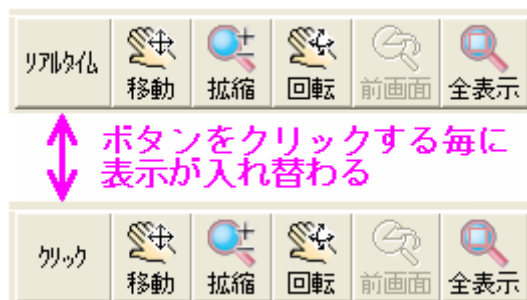 リアルタイム 移動 拡縮 回転 前画面 全表示
ボタンをクリックする毎に
表示が入れ替わる
クリック 移動 拡縮 回転 前画面 全表示